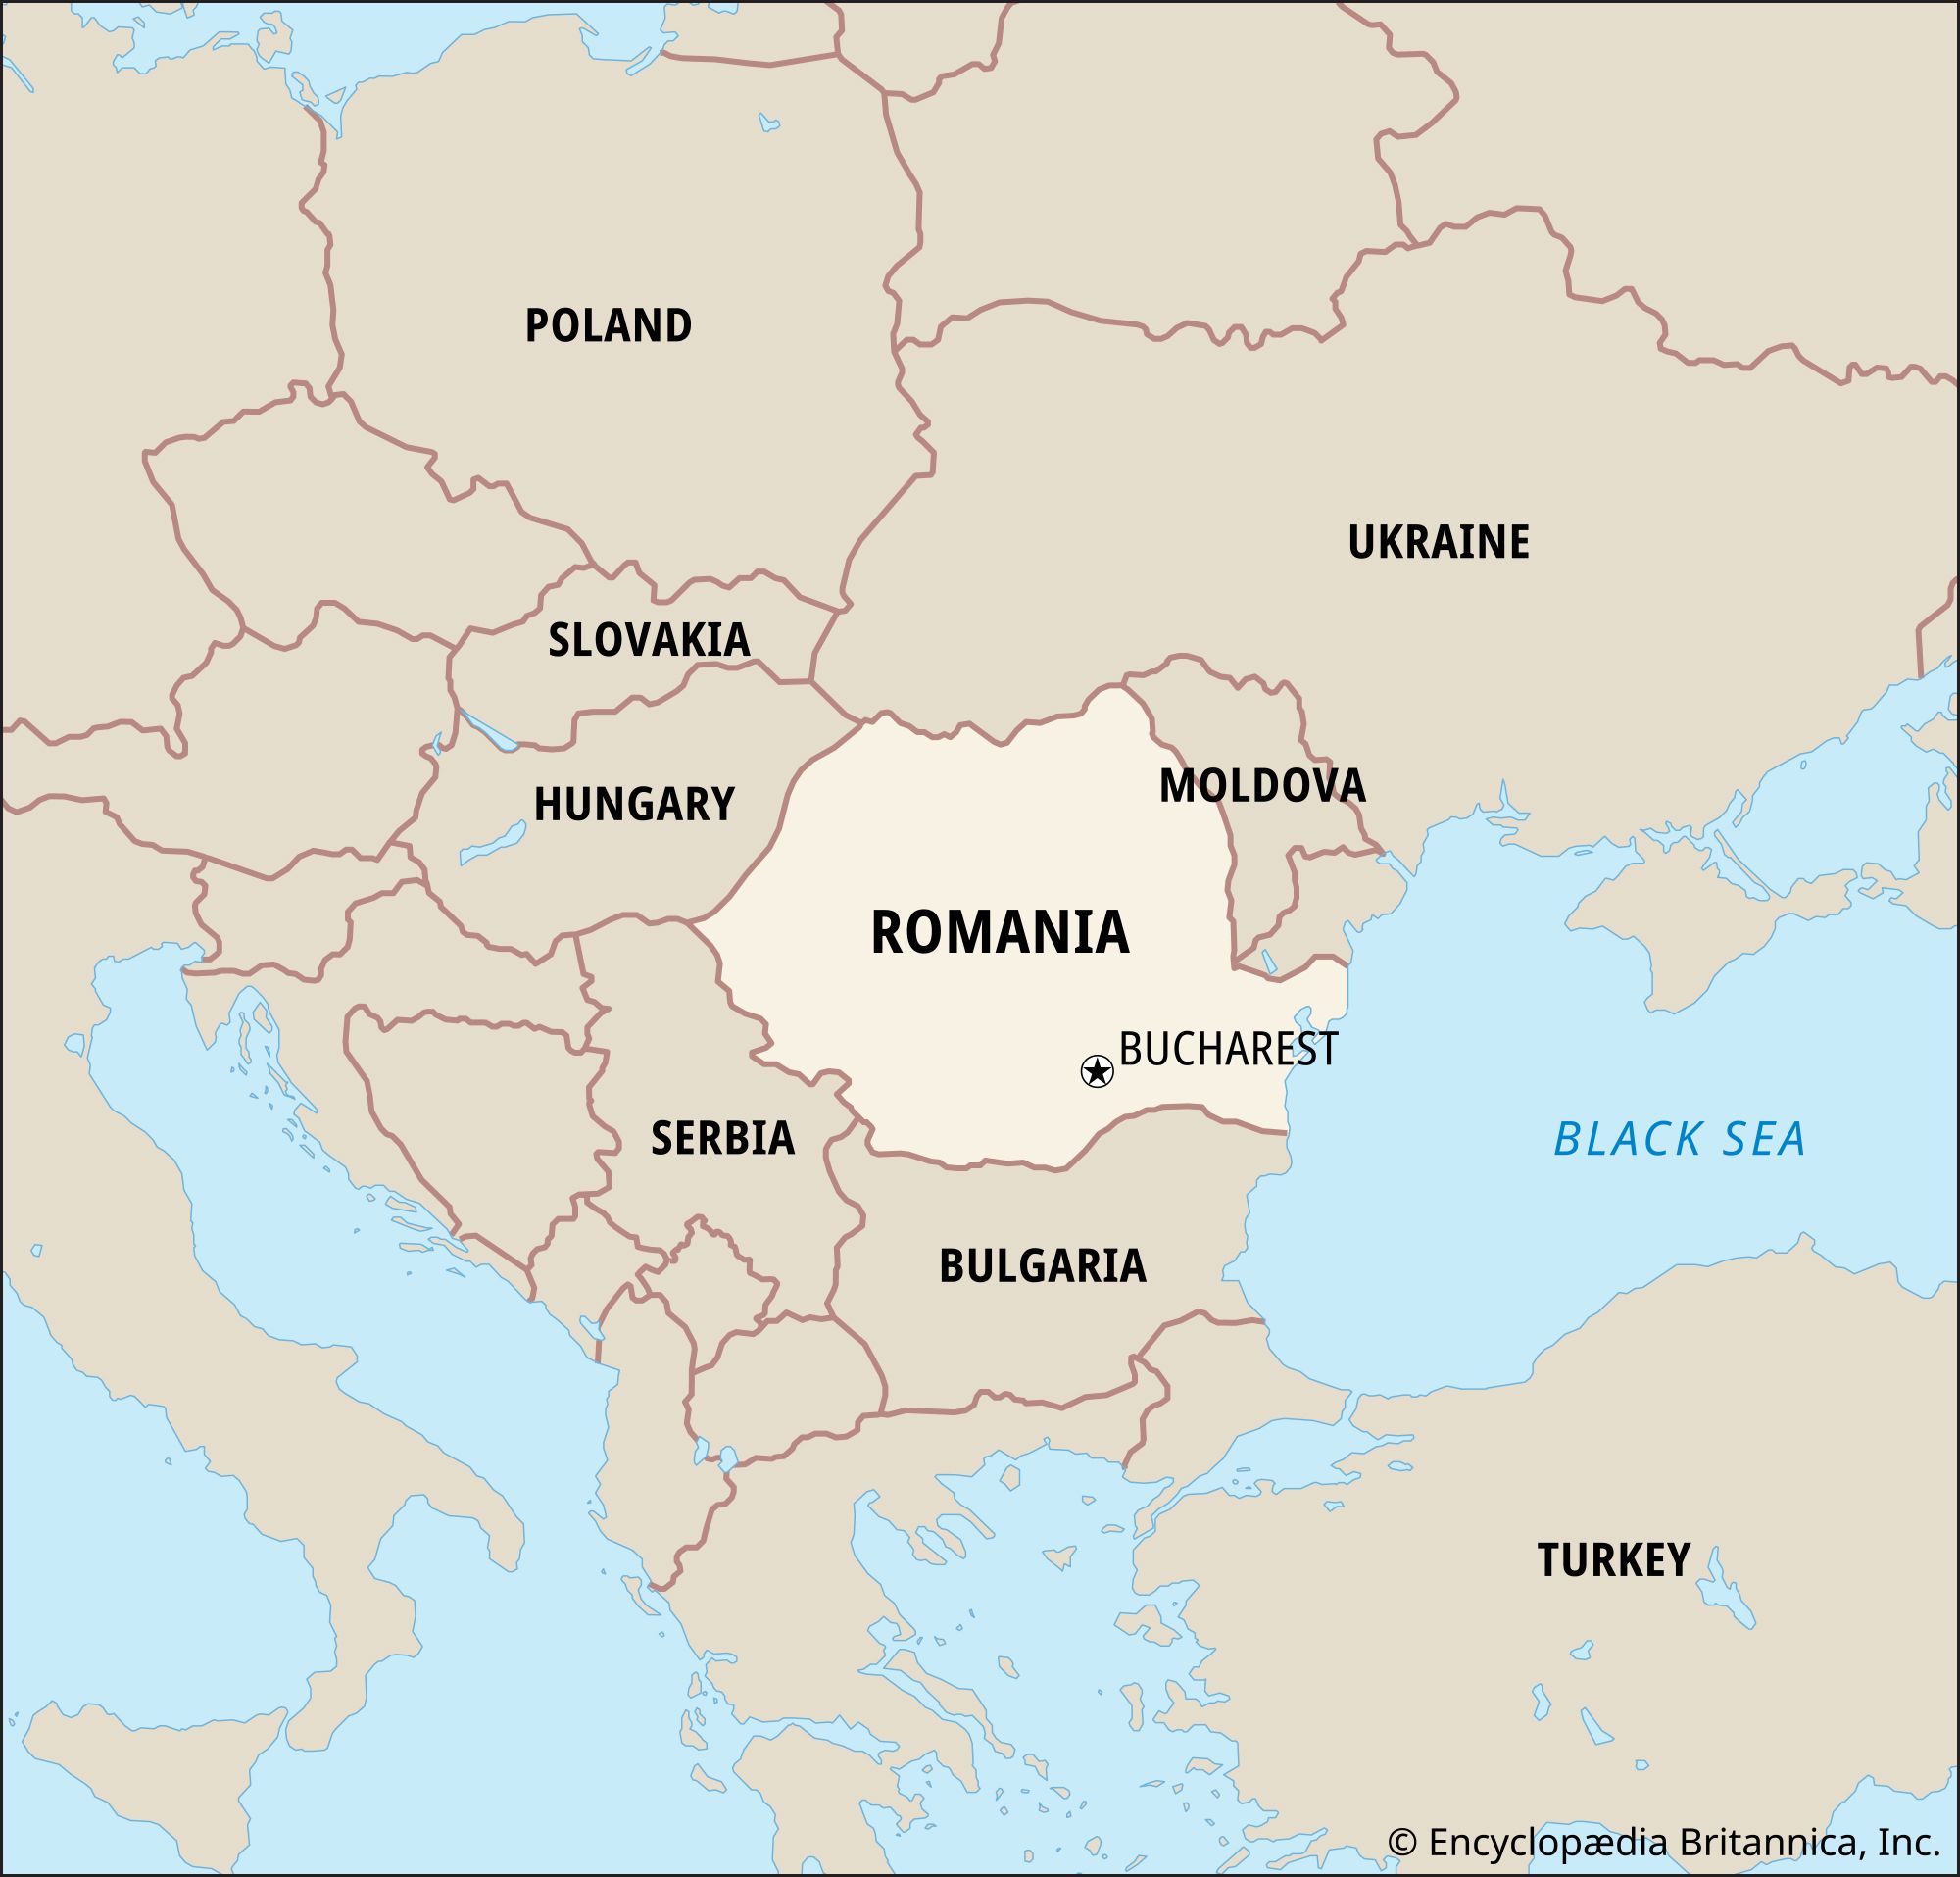 POLAND
UKRAINE
SLOVAKIA
MOLDOVA
HUNGARY
ROMANIA
BUCHAREST
SERBIA
BLACK SEA
BULGARIA
TURKEY
© Encyclopædia Britannica, Inc.